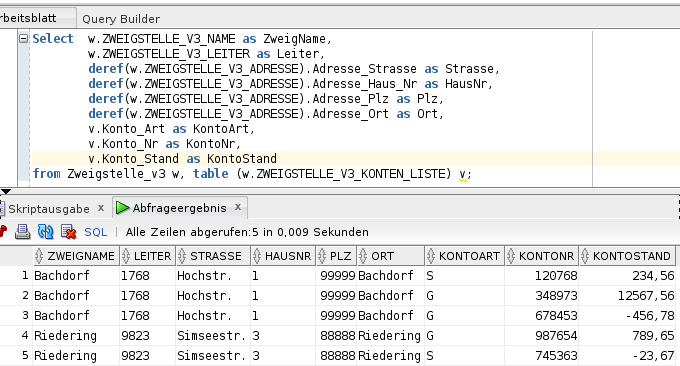 rbeitsblatt Query Builder
Select w.ZWEIGSTELLE_V3_NAME as ZweigName,
w.ZWEIGSTELLE_V3_LEITER as Leiter,
deref(w.ZWEIGSTELLE_V3_ADRESSE).Adresse_Strasse as Strasse,
deref(w.ZWEIGSTELLE_V3_ADRESSE).Adresse_Haus_Nr as HausNr,
deref(w.ZWEIGSTELLE_V3_ADRESSE).Adresse_Plz as Plz,
deref(w.ZWEIGSTELLE_V3_ADRESSE).Adresse_Ort as Ort,
v.Konto_Art as KontoArt,
v.Konto_Nr as KontoNr,
v.Konto_Stand as KontoStand
from Zweigstelle_v3 w, table (w.ZWEIGSTELLE_V3_KONTEN_LISTE) v;
Skriptausgabe x Abfrageergebnis x
SQL | Alle Zeilen abgerufen:5 in 0,009 Sekunden
ZWEIGNAME LEITER STRASSE HAUSNR PLZ ORT KONTOART KONTONR KONTOSTAND
1 Bachdorf 1768 Hochstr. 1 99999 Bachdorf S 120768 234,56
2 Bachdorf 1768 Hochstr. 1 99999 Bachdorf G 348973 12567,56
3 Bachdorf 1768 Hochstr. 1 99999 Bachdorf G 678453 -456,78
4 Riedering 9823 Simseestr. 3 88888 Riedering G 987654 789,65
5 Riedering 9823 Simseestr. 3 88888 Riedering S 745363 -23,67